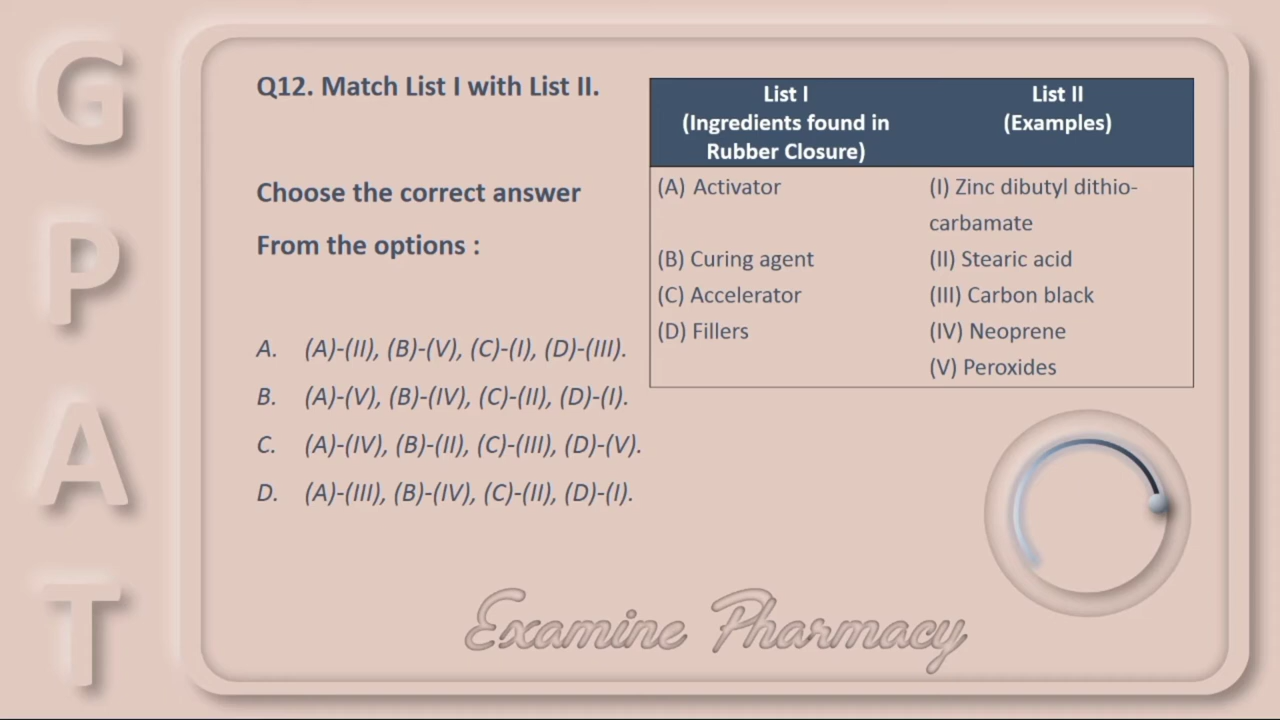 G
P
A
T
Q12. Match List I with List II.
Choose the correct answer
From the options :
A. (A)-(II), (B)-(V), (C)-(I), (D)-(III).
B. (A)-(V), (B)-(IV), (C)-(II), (D)-(I).
C. (A)-(IV), (B)-(II), (C)-(III), (D)-(V).
D. (A)-(III), (B)-(IV), (C)-(II), (D)-(I).
List I List II
(Ingredients found in (Examples)
Rubber Closure)
(A) Activator (I) Zinc dibutyl dithio-
carbamate
(B) Curing agent (II) Stearic acid
(C) Accelerator (III) Carbon black
(D) Fillers (IV) Neoprene
(V) Peroxides
Examine Pharmacy